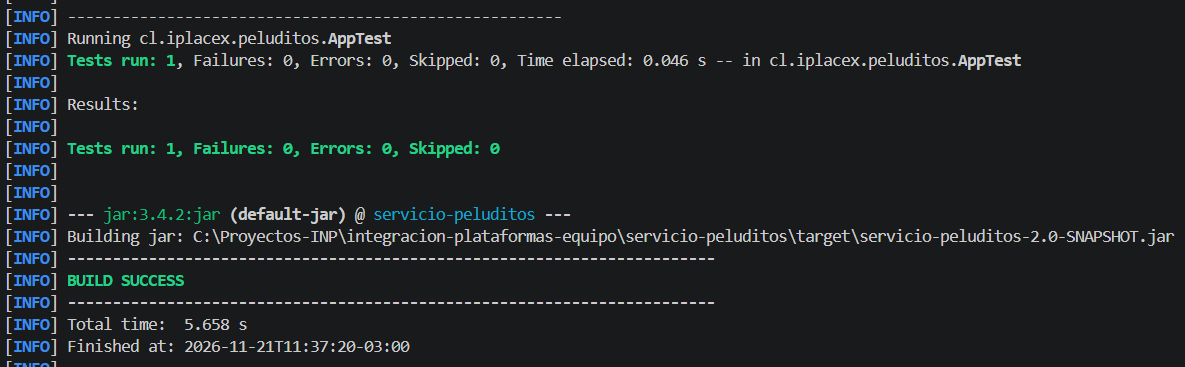 [INFO] -------------------------------------------------------
[INFO] Running cl.iplacex.peluditos.AppTest
[INFO] Tests run: 1, Failures: 0, Errors: 0, Skipped: 0, Time elapsed: 0.046 s -- in cl.iplacex.peluditos.AppTest
[INFO]
[INFO] Results:
[INFO]
[INFO] Tests run: 1, Failures: 0, Errors: 0, Skipped: 0
[INFO]
[INFO]
[INFO] --- jar:3.4.2:jar (default-jar) @ servicio-peluditos ---
[INFO] Building jar: C:\Proyectos-INP\integracion-plataformas-equipo\servicio-peluditos\target\servicio-peluditos-2.0-SNAPSHOT.jar
[INFO] ------------------------------------------------------------------------
[INFO] BUILD SUCCESS
[INFO] ------------------------------------------------------------------------
[INFO] Total time:  5.658 s
[INFO] Finished at: 2026-11-21T11:37:20-03:00
[INFO]